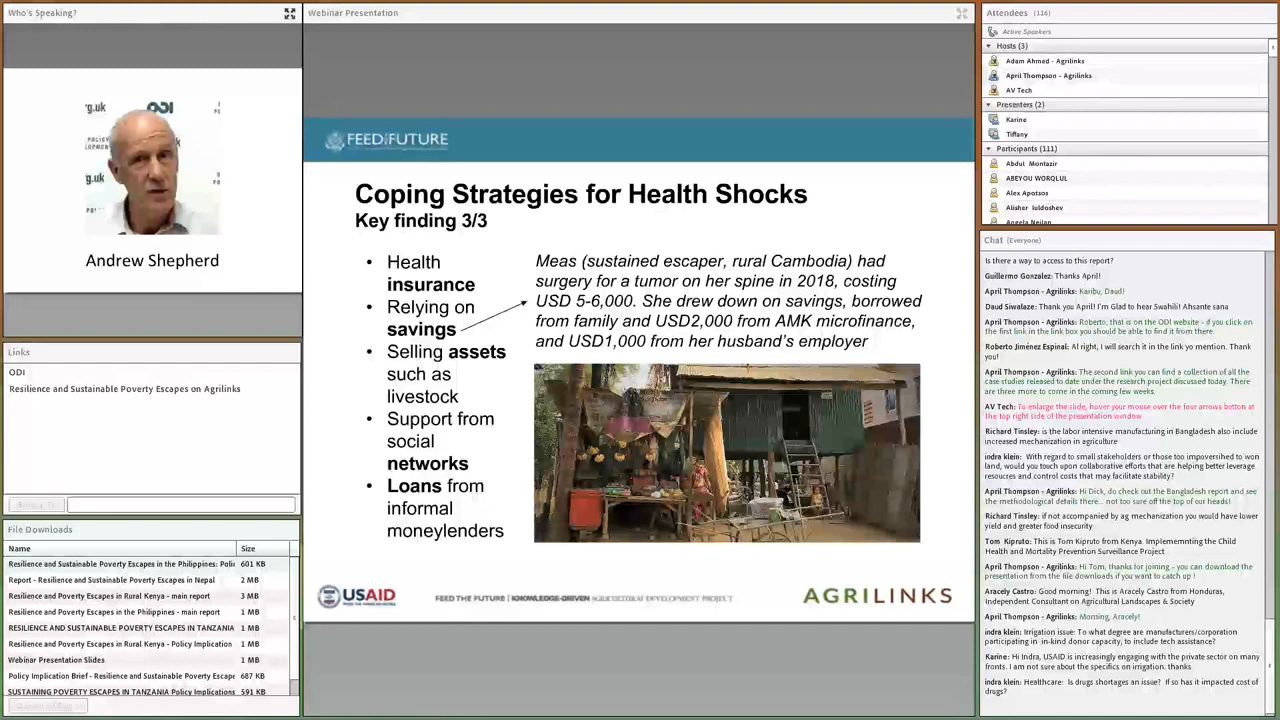 Who's Speaking?
rg.uk ODI
POLICY
rg.uk
Andrew Shepherd
Links
ODI
Resilience and Sustainable Poverty Escapes on Agrilinks
File Downloads
Name Size
Resilience and Sustainable Poverty Escapes in the Philippines: Polic 601 KB
Report - Resilience and Sustainable Poverty Escapes in Nepal 2 MB
Resilience and Poverty Escapes in Rural Kenya - main report 3 MB
Resilience and Poverty Escapes in the Philippines - main report 1 MB
RESILIENCE AND SUSTAINABLE POVERTY ESCAPES IN TANZANIA 1 MB
Resilience and Poverty Escapes in Rural Kenya - Policy Implication 1 MB
Webinar Presentation Slides 1 MB
Policy Implication Brief - Resilience and Sustainable Poverty Escape 687 KB
SUSTAINING POVERTY ESCAPES IN TANZANIA Policy Implications 591 KB
Webinar Presentation
FEED THE FUTURE
Coping Strategies for Health Shocks
Key finding 3/3
• Health
insurance
• Relying on
savings
• Selling assets
such as
livestock
• Support from
social
networks
• Loans from
informal
moneylenders
Meas (sustained escaper, rural Cambodia) had
surgery for a tumor on her spine in 2018, costing
USD 5-6,000. She drew down on savings, borrowed
from family and USD2,000 from AMK microfinance,
and USD1,000 from her husband's employer
USAID
FEED THE FUTURE | KNOWLEDGE-DRIVEN AGRICULTURAL DEVELOPMENT PROJECT
AGRILINKS
Attendees (116)
Active Speakers
Hosts (3)
Adam Ahmed - Agrilinks
April Thompson - Agrilinks
AV Tech
Presenters (2)
Karine
Tiffany
Participants (111)
Abdul Montazir
ABEYOU WORQLUL
Alex Apotsos
Alisher Iuldoshev
Angela Neilan
Chat (Everyone)
Is there a way to access to this report?
Guillermo Gonzalez: Thanks April!
April Thompson - Agrilinks: Karibu, Daud!
Daud Siwalaze: Thank you April! I'm Glad to hear Swahili! Ahsante sana
April Thompson - Agrilinks: Roberto, that is on the ODI website - if you click on
the first link in the link box you should be able to find it from there.
Roberto Jiménez Espinal: Al right, I will search it in the link yo mention. Thank
you!
April Thompson - Agrilinks: The second link you can find a collection of all the
case studies released to date under the research project discussed today. There
are three more to come in the coming few weeks.
AV Tech: To enlarge the slide, hover your mouse over the four arrows button at
the top right side of the presentation window
Richard Tinsley: is the labor intensive manufacturing in Bangladesh also include
increased mechanization in agriculture
indra klein: With regard to small stakeholders or those too impoversihed to won
land, would you touch upon collaborative efforts that are helping better leverage
resoucres and control costs that may facilitate stability?
April Thompson - Agrilinks: Hi Dick, do check out the Bangladesh report and see
the methodological details there... not too sure off the top of our heads!
Richard Tinsley: if not accompanied by ag mechanization you would have lower
yield and greater food insecurity
Tom Kipruto: This is Tom Kipruto from Kenya. Implememnting the Child
Health and Mortality Prevention Surveillance Project
April Thompson - Agrilinks: Hi Tom, thanks for joining - you can download the
presentation from the file downloads if you want to catch up !
Aracely Castro: Good morning! This is Aracely Castro from Honduras,
Independent Consultant on Agricultural Landscapes & Society
April Thompson - Agrilinks: Morning, Aracely!
indra klein: Irrigation issue: To what degree are manufacturers/corporation
participating in in-kind donor capacity, to include tech assistance?
Karine: Hi Indra, USAID is increasingly engaging with the private sector on many
fronts. I am not sure about the specifics on irrigation. thanks
indra klein: Healthcare: Is drugs shortages an issue? If so has it impacted cost of
drugs?